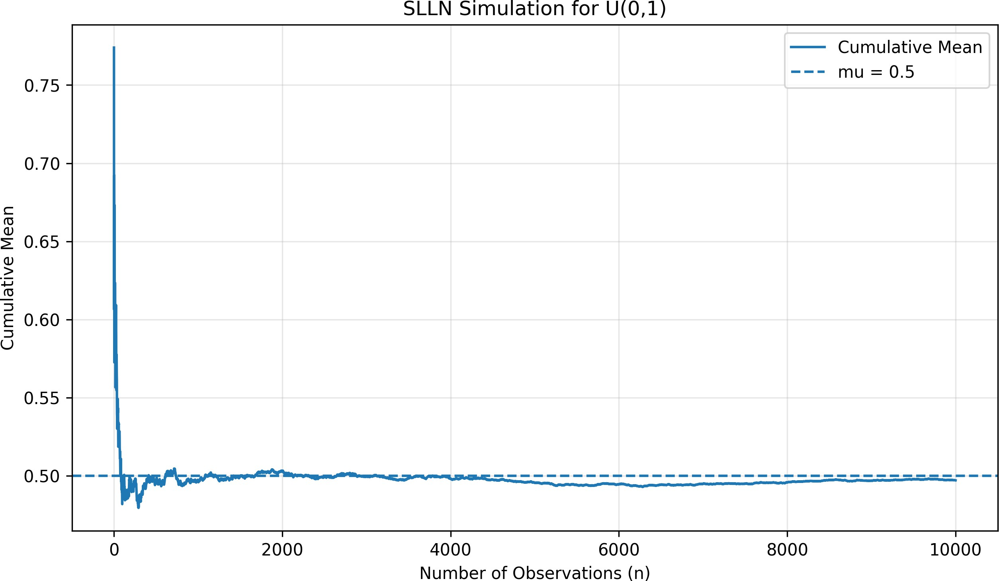 SLLN Simulation for U(0,1)
Cumulative Mean
mu = 0.5
Cumulative Mean
0.75
0.70
0.65
0.60
0.55
0.50
0
2000
4000
6000
8000
10000
Number of Observations (n)